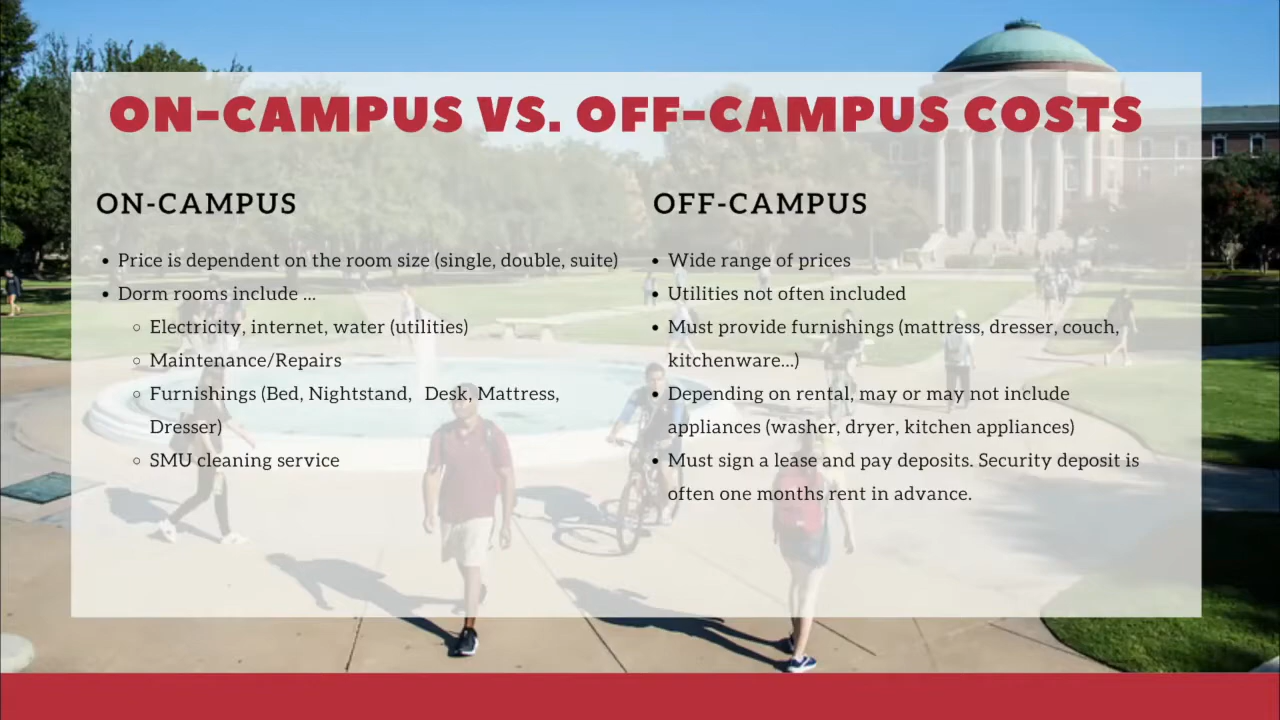 ON-CAMPUS VS. OFF-CAMPUS COSTS
ON-CAMPUS
• Price is dependent on the room size (single, double, suite)
• Dorm rooms include ...
○ Electricity, internet, water (utilities)
○ Maintenance/Repairs
○ Furnishings (Bed, Nightstand, Desk, Mattress,
Dresser)
○ SMU cleaning service
OFF-CAMPUS
• Wide range of prices
• Utilities not often included
• Must provide furnishings (mattress, dresser, couch,
kitchenware...)
• Depending on rental, may or may not include
appliances (washer, dryer, kitchen appliances)
• Must sign a lease and pay deposits. Security deposit is
often one months rent in advance.